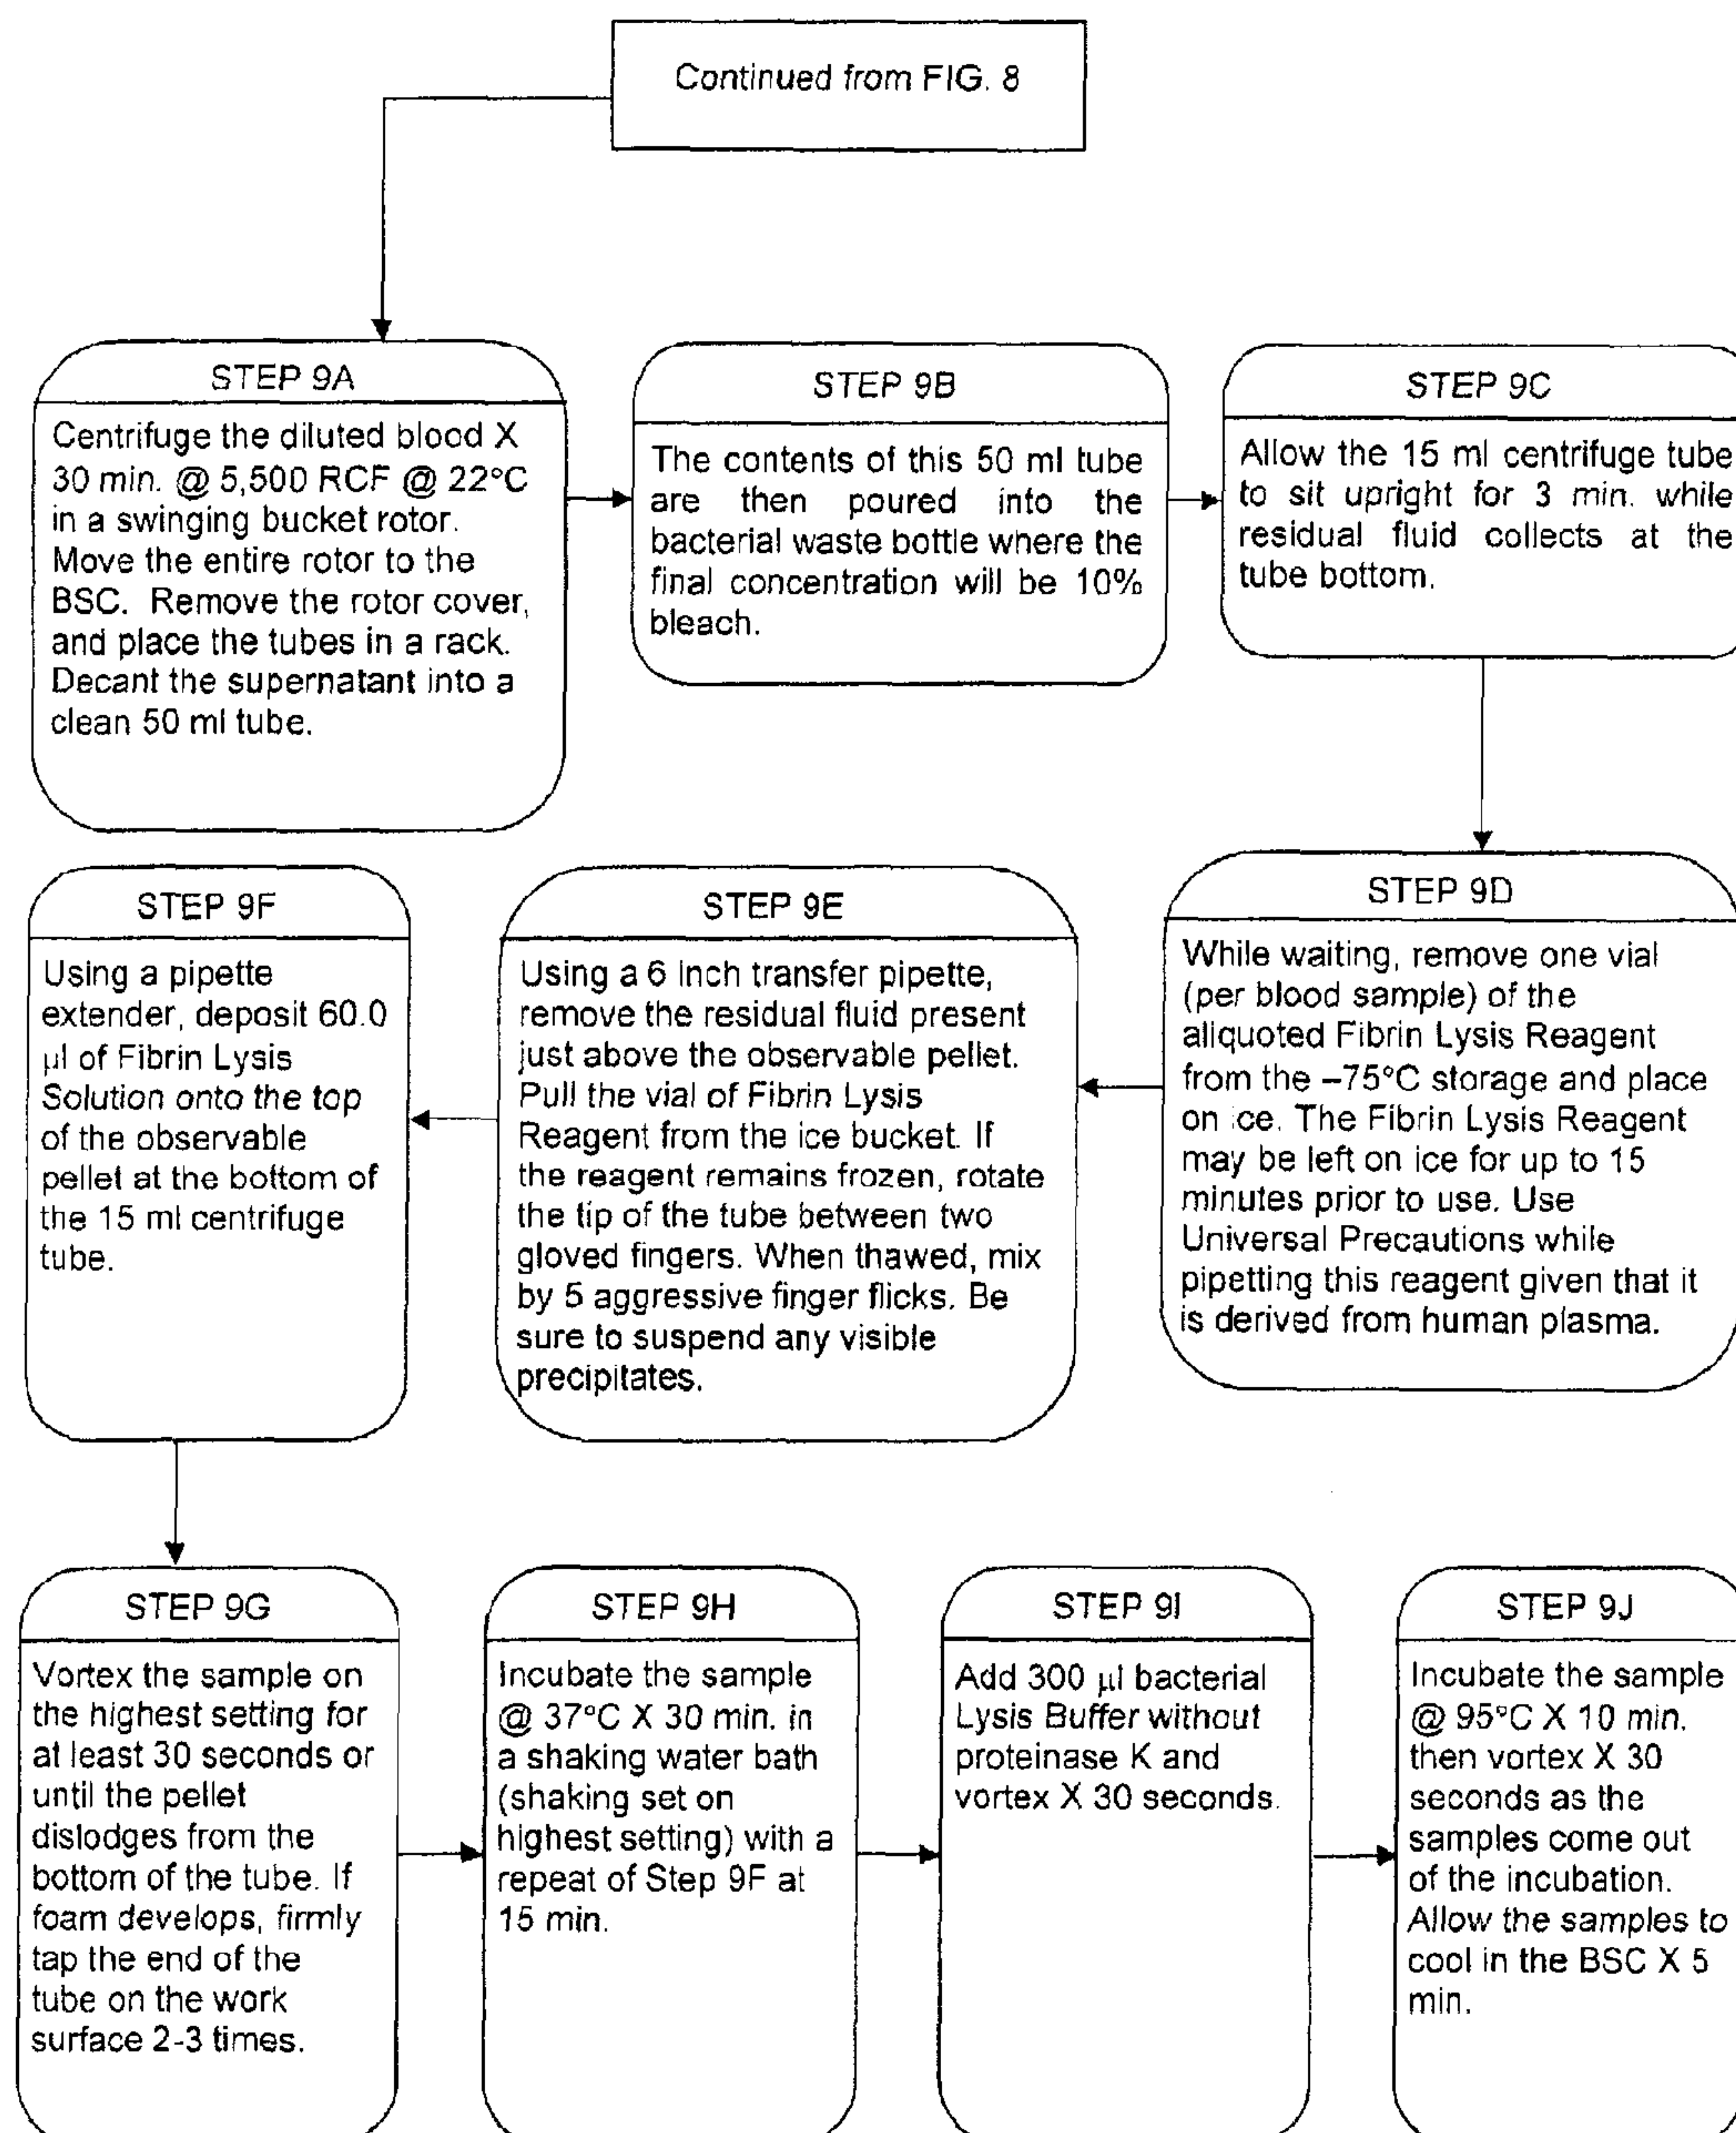 Continued from FIG. 8
STEP 9A
Centrifuge the diluted blood X
30 min. @ 5,500 RCF @ 22°C
in a swinging bucket rotor.
Move the entire rotor to the
BSC. Remove the rotor cover,
and place the tubes in a rack.
Decant the supernatant into a
clean 50 ml tube.
STEP 9B
The contents of this 50 ml tube
are then poured into the
bacterial waste bottle where the
final concentration will be 10%
bleach.
STEP 9C
Allow the 15 ml centrifuge tube
to sit upright for 3 min. while
residual fluid collects at the
tube bottom.
STEP 9D
While waiting, remove one vial
(per blood sample) of the
aliquoted Fibrin Lysis Reagent
from the –75°C storage and place
on ice. The Fibrin Lysis Reagent
may be left on ice for up to 15
minutes prior to use. Use
Universal Precautions while
pipetting this reagent given that it
is derived from human plasma.
STEP 9E
Using a 6 inch transfer pipette,
remove the residual fluid present
just above the observable pellet.
Pull the vial of Fibrin Lysis
Reagent from the ice bucket. If
the reagent remains frozen, rotate
the tip of the tube between two
gloved fingers. When thawed, mix
by 5 aggressive finger flicks. Be
sure to suspend any visible
precipitates.
STEP 9F
Using a pipette
extender, deposit 60.0
µl of Fibrin Lysis
Solution onto the top
of the observable
pellet at the bottom of
the 15 ml centrifuge
tube.
STEP 9G
Vortex the sample on
the highest setting for
at least 30 seconds or
until the pellet
dislodges from the
bottom of the tube. If
foam develops, firmly
tap the end of the
tube on the work
surface 2-3 times.
STEP 9H
Incubate the sample
@ 37°C X 30 min. in
a shaking water bath
(shaking set on
highest setting) with a
repeat of Step 9F at
15 min.
STEP 9I
Add 300 µl bacterial
Lysis Buffer without
proteinase K and
vortex X 30 seconds.
STEP 9J
Incubate the sample
@ 95°C X 10 min.
then vortex X 30
seconds as the
samples come out
of the incubation.
Allow the samples to
cool in the BSC X 5
min.